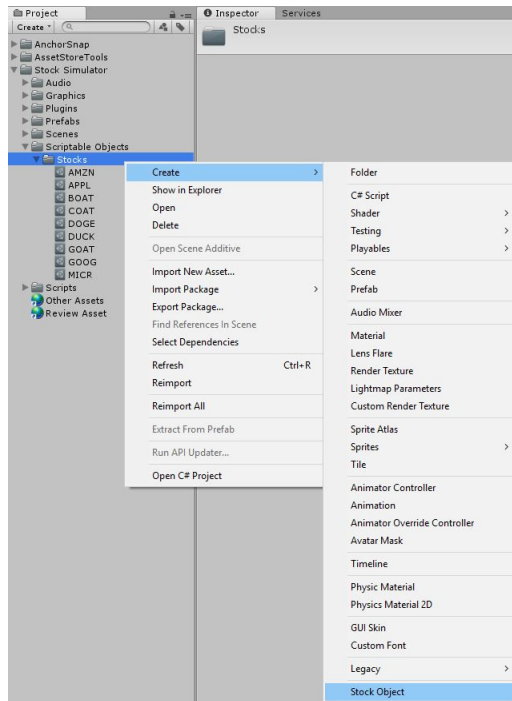 Project
Create
AnchorSnap
AssetStoreTools
Stock Simulator
Audio
Graphics
Plugins
Prefabs
Scenes
Scriptable Objects
Stocks
AMZN
APPL
BOAT
COAT
DOGE
DUCK
GOAT
GOOG
MICR
Scripts
Other Assets
Review Asset
Inspector Services
Stocks
Create
Show in Explorer
Open
Delete
Open Scene Additive
Import New Asset...
Import Package
Export Package...
Find References In Scene
Select Dependencies
Refresh Ctrl+R
Reimport
Reimport All
Extract From Prefab
Run API Updater...
Open C# Project
Folder
C# Script
Shader
Testing
Playables
Scene
Prefab
Audio Mixer
Material
Lens Flare
Render Texture
Lightmap Parameters
Custom Render Texture
Sprite Atlas
Sprites
Tile
Animator Controller
Animation
Animator Override Controller
Avatar Mask
Timeline
Physic Material
Physics Material 2D
GUI Skin
Custom Font
Legacy
Stock Object